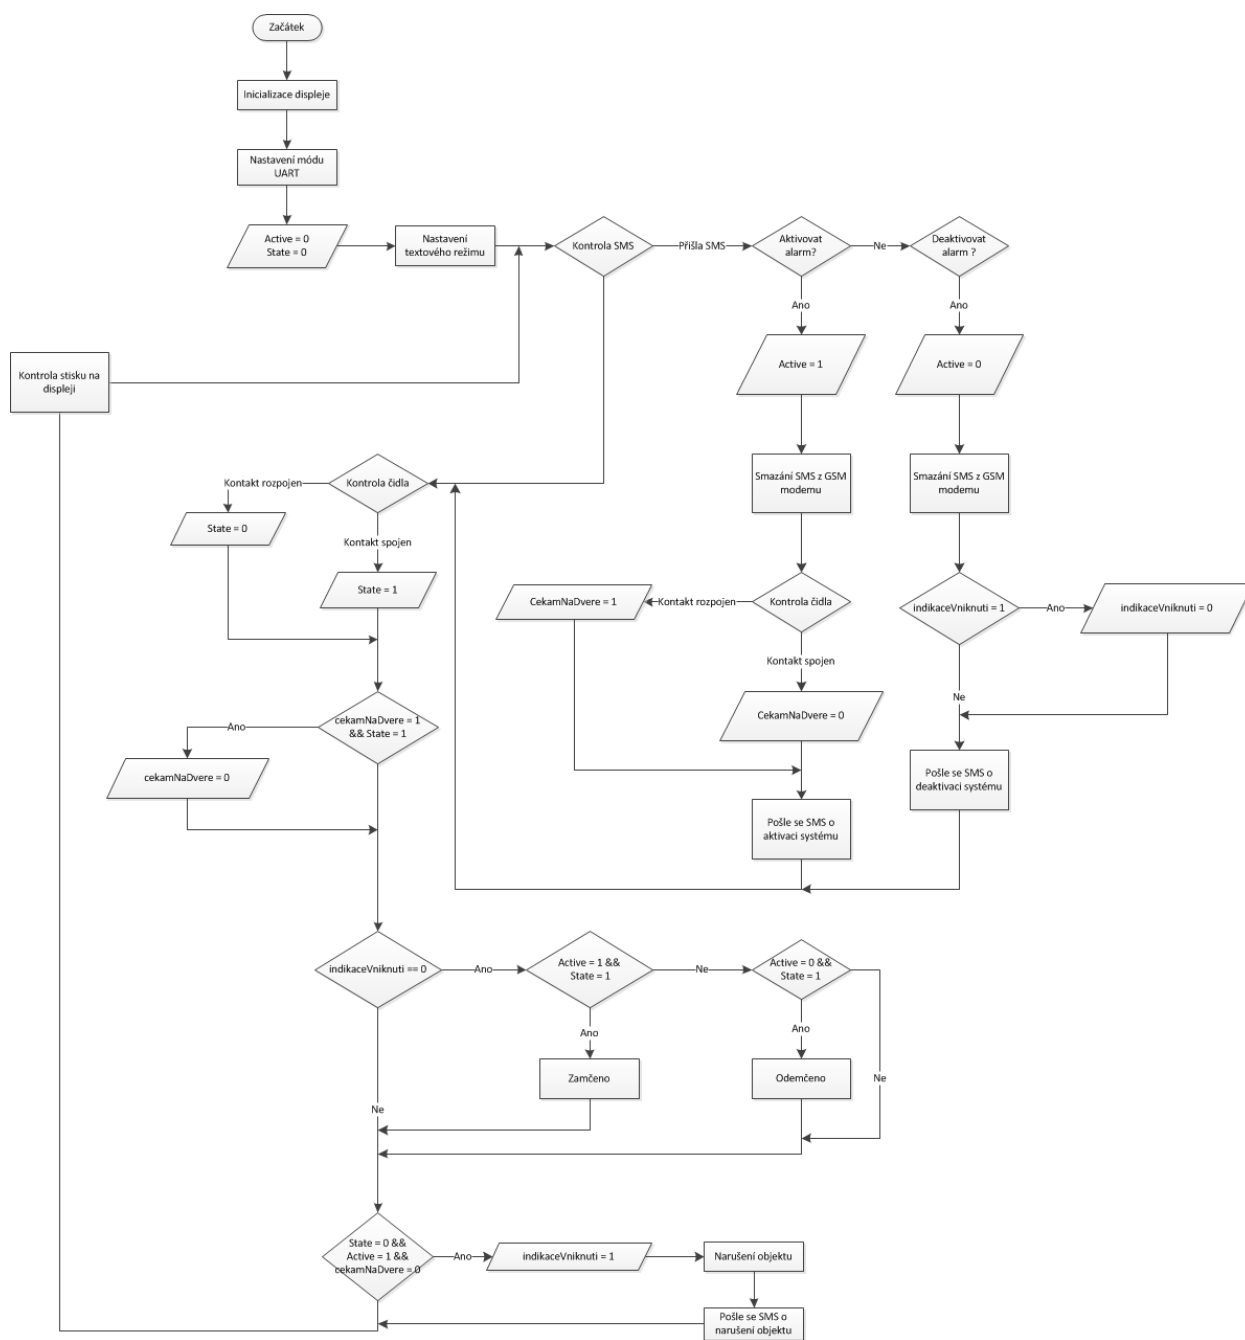 Začátek
Inicializace displeje
Nastavení módu
UART
Active = 0
State = 0
Nastavení
textového režimu
Kontrola SMS
Přišla SMS
Aktivovat
alarm?
Ne
Deaktivovat
alarm ?
Ano
Ano
Active = 1
Active = 0
Kontrola stisku na
displeji
Smazání SMS z GSM
modemu
Smazání SMS z GSM
modemu
Kontakt rozpojen
Kontrola čidla
State = 0
Kontakt spojen
State = 1
CekamNaDvere = 1
Kontakt rozpojen
Kontrola čidla
indikaceVniknuti = 1
Ano
indikaceVniknuti = 0
Kontakt spojen
Ne
CekamNaDvere = 0
Ano
cekamNaDvere = 1
&& State = 1
cekamNaDvere = 0
Pošle se SMS o
deaktivaci systému
Pošle se SMS o
aktivaci systému
indikaceVniknuti == 0
Ano
Active = 1 &&
State = 1
Ne
Active = 0 &&
State = 1
Ano
Ano
Zamčeno
Odemčeno
Ne
Ne
State = 0 &&
Active = 1 &&
cekamNaDvere = 0
Ano
indikaceVniknuti = 1
Narušení objektu
Pošle se SMS o
narušení objektu